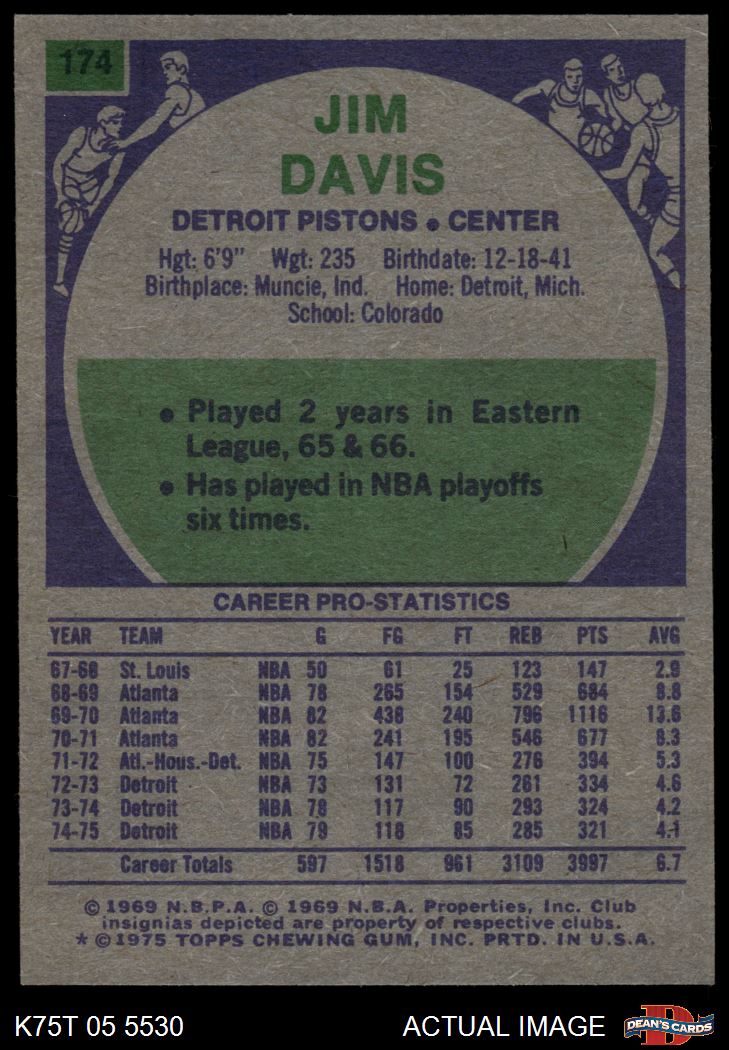 174
JIM
DAVIS
DETROIT PISTONS • CENTER
Hgt: 6'9" Wgt: 235 Birthdate: 12-18-41
Birthplace: Muncie, Ind. Home: Detroit, Mich.
School: Colorado
• Played 2 years in Eastern
League, 65 & 66.
• Has played in NBA playoffs
six times.
CAREER PRO-STATISTICS
YEAR TEAM G FG FT REB PTS AVG
67-68 St. Louis NBA 50 61 25 123 147 2.9
68-69 Atlanta NBA 78 265 154 529 684 8.8
69-70 Atlanta NBA 82 438 240 796 1116 13.6
70-71 Atlanta NBA 82 241 195 546 677 8.3
71-72 Atl.-Hous.-Det. NBA 75 147 100 276 394 5.3
72-73 Detroit NBA 73 131 72 261 334 4.6
73-74 Detroit NBA 78 117 90 293 324 4.2
74-75 Detroit NBA 79 118 85 285 321 4.1
Career Totals 597 1518 961 3109 3997 6.7
© 1969 N.B.P.A. © 1969 N.B.A. Properties, Inc. Club
insignias depicted are property of respective clubs.
* © 1975 TOPPS CHEWING GUM, INC. PRTD. IN U.S.A.
K75T 05 5530 ACTUAL IMAGE
D
DEAN'S CARDS